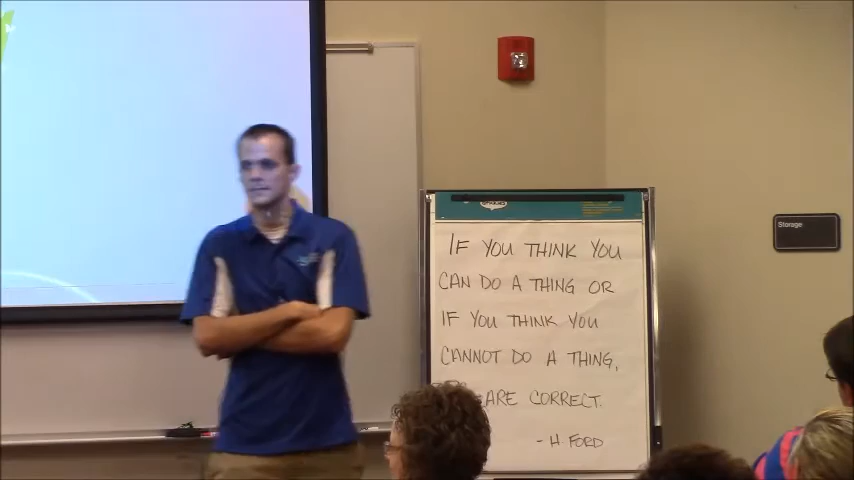 IF YOU THINK YOU
CAN DO A THING OR
IF YOU THINK YOU
CANNOT DO A THING,
ARE CORRECT.
- H. FORD
Storage